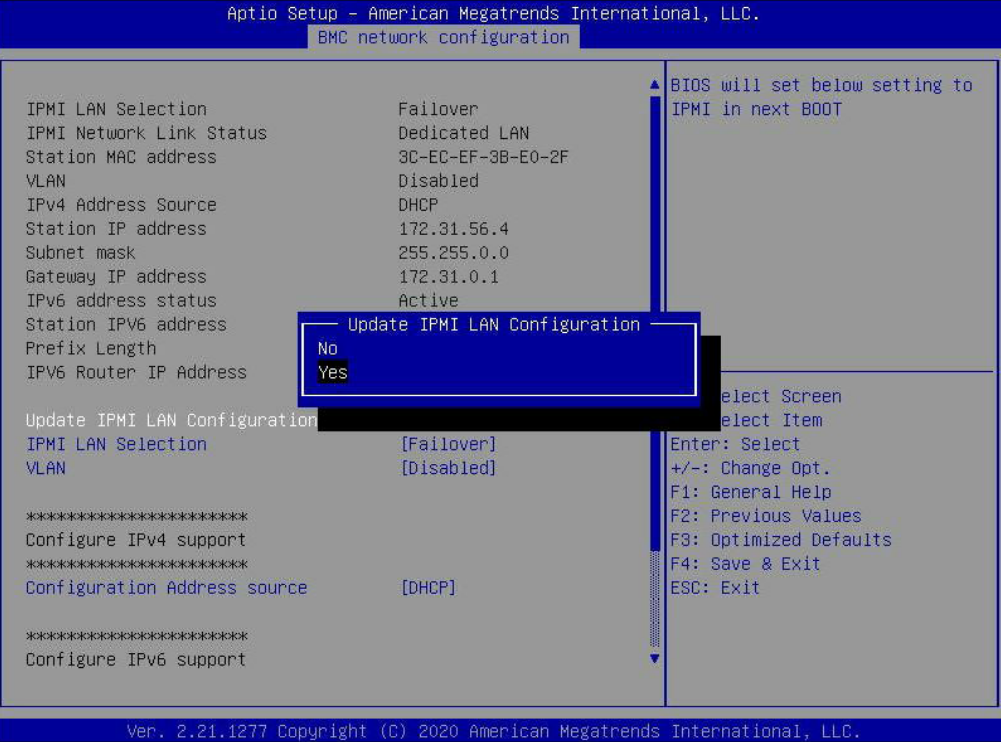 Aptio Setup – American Megatrends International, LLC.
BMC network configuration
IPMI LAN Selection Failover
IPMI Network Link Status Dedicated LAN
Station MAC address 3C-EC-EF-3B-E0-2F
VLAN Disabled
IPv4 Address Source DHCP
Station IP address 172.31.56.4
Subnet mask 255.255.0.0
Gateway IP address 172.31.0.1
IPv6 address status Active
Station IPV6 address
Prefix Length
IPV6 Router IP Address
Update IPMI LAN Configuration
IPMI LAN Selection [Failover]
VLAN [Disabled]
**********************
Configure IPv4 support
**********************
Configuration Address source [DHCP]
**********************
Configure IPv6 support
Update IPMI LAN Configuration
No
Yes
BIOS will set below setting to
IPMI in next BOOT
elect Screen
elect Item
Enter: Select
+/-: Change Opt.
F1: General Help
F2: Previous Values
F3: Optimized Defaults
F4: Save & Exit
ESC: Exit
Ver. 2.21.1277 Copyright (C) 2020 American Megatrends International, LLC.